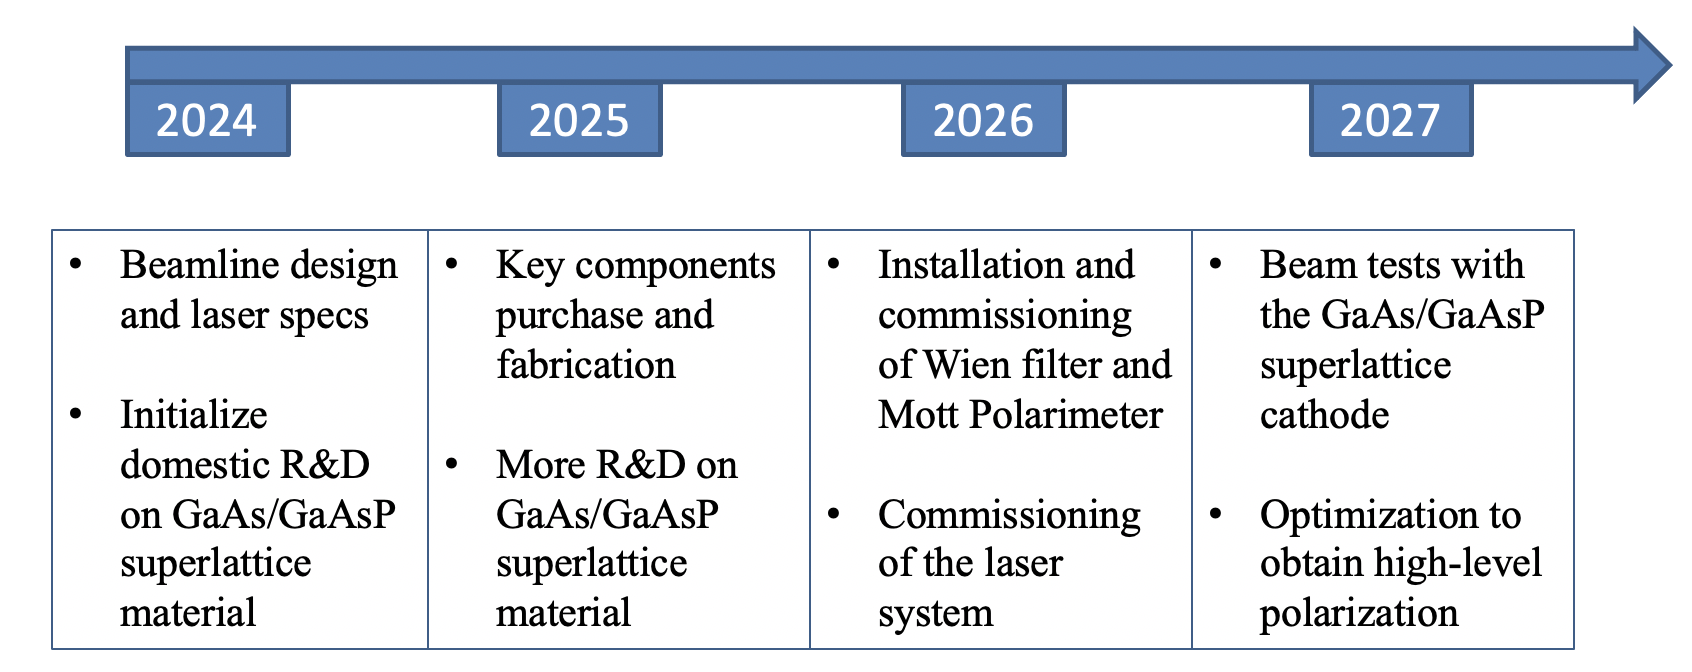 2024
2025
2026
2027
• Beamline design
and laser specs
• Initialize
domestic R&D
on GaAs/GaAsP
superlattice
material
• Key components
purchase and
fabrication
• More R&D on
GaAs/GaAsP
superlattice
material
• Installation and
commissioning
of Wien filter and
Mott Polarimeter
• Commissioning
of the laser
system
• Beam tests with
the GaAs/GaAsP
superlattice
cathode
• Optimization to
obtain high-level
polarization